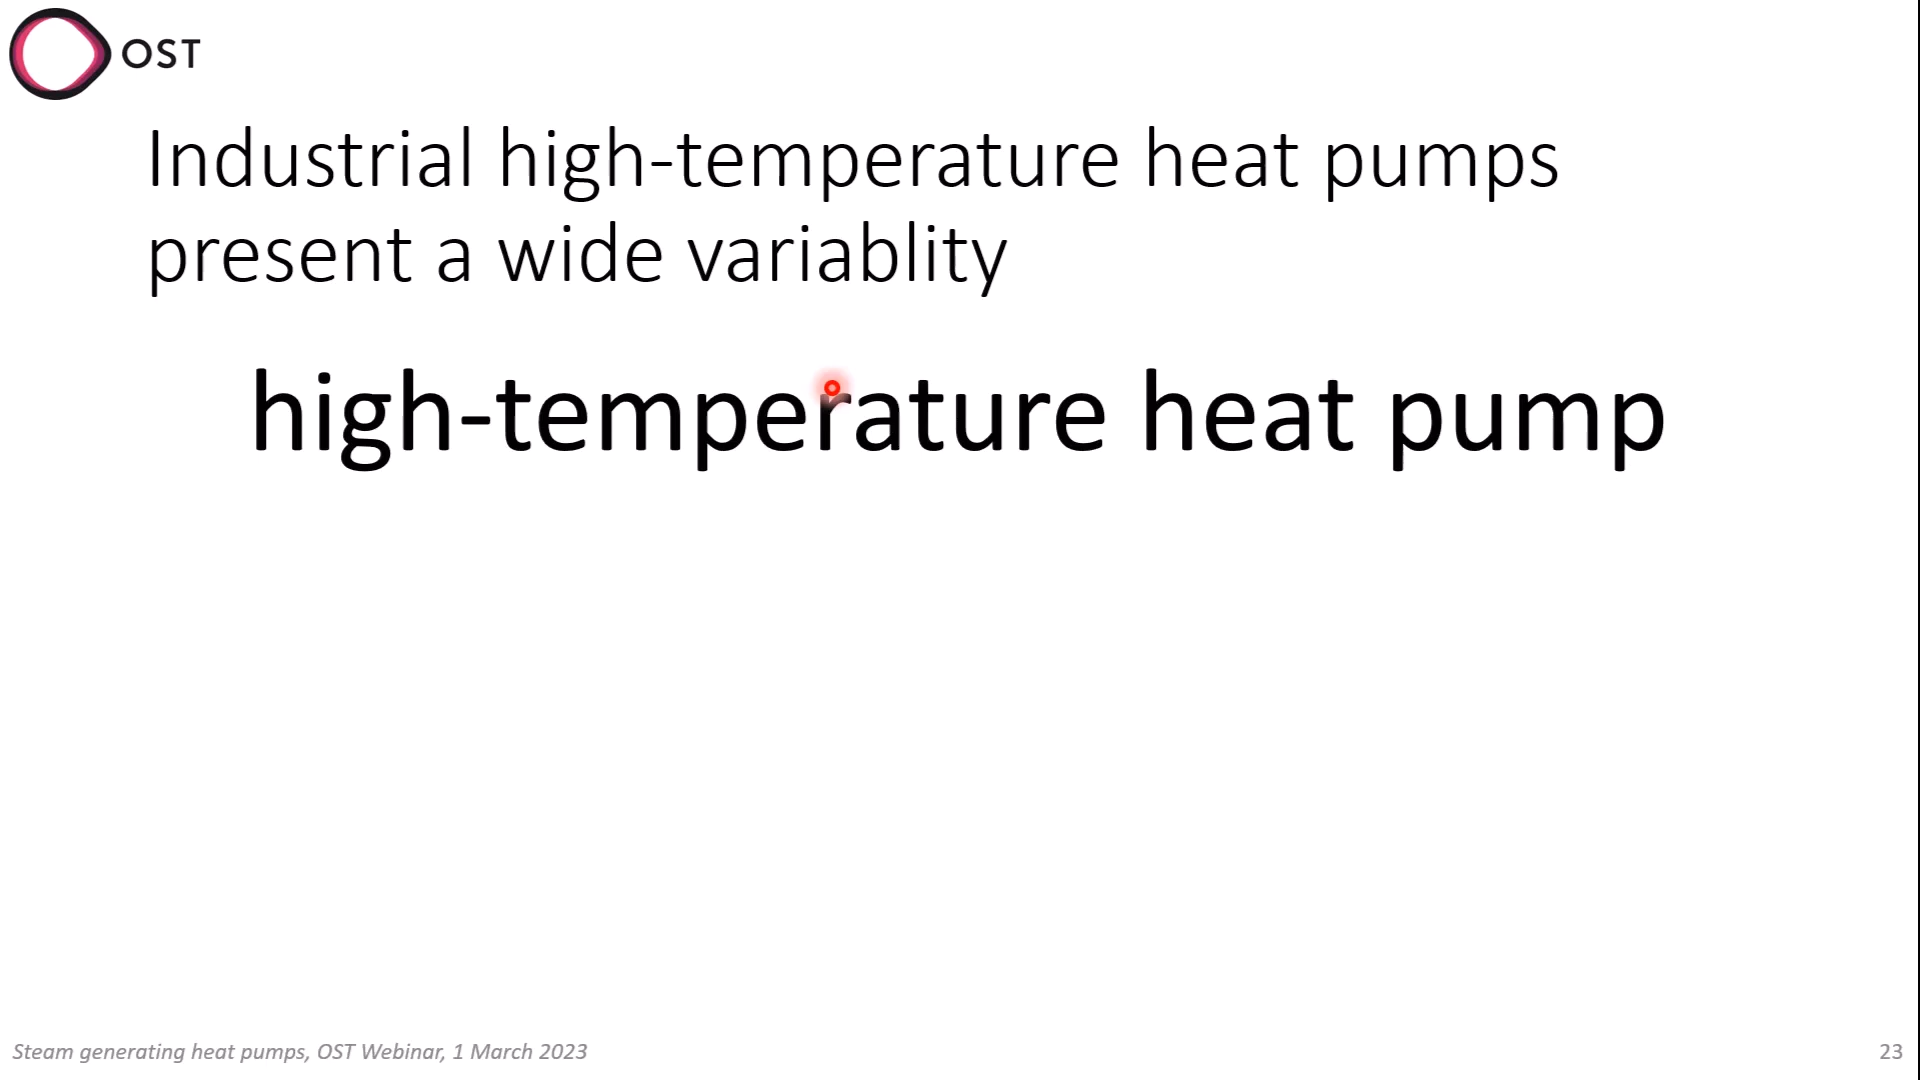 OST
Industrial high-temperature heat pumps
present a wide variablity
high-temperature heat pump
Steam generating heat pumps, OST Webinar, 1 March 2023
23